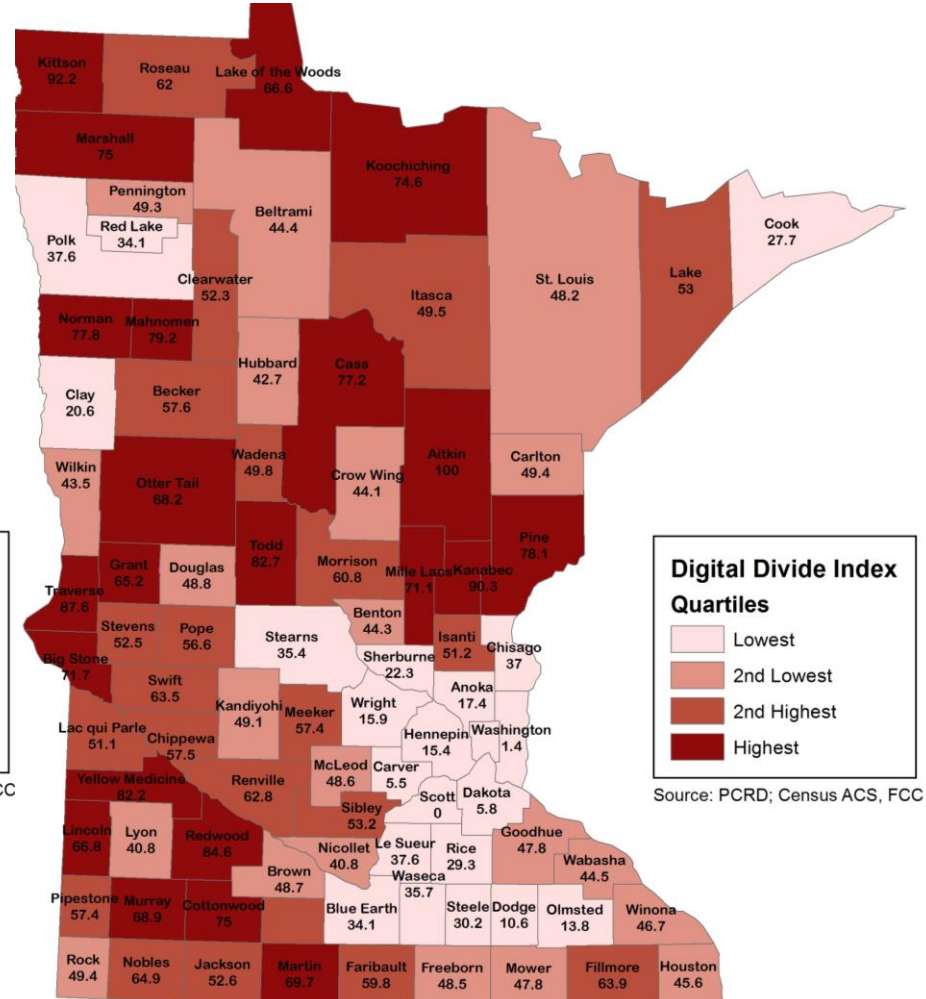 Kittson
92.2
Roseau
62
Lake of the Woods
66.6
Marshall
75
Koochiching
74.6
Pennington
49.3
Beltrami
44.4
Red Lake
34.1
Polk
37.6
Cook
27.7
Clearwater
52.3
Itasca
49.5
St. Louis
48.2
Lake
53
Norman
77.8
Mahnomen
79.2
Hubbard
42.7
Cass
77.2
Clay
20.6
Becker
57.6
Wadena
49.8
Aitkin
100
Carlton
49.4
Wilkin
43.5
Otter Tail
68.2
Crow Wing
44.1
Pine
78.1
Todd
82.7
Morrison
60.8
Mille Lacs
71.1
Kanabec
90.3
Grant
65.2
Douglas
48.8
Traverse
87.6
Benton
44.3
Stevens
52.5
Pope
56.6
Stearns
35.4
Isanti
51.2
Chisago
37
Sherburne
22.3
Big Stone
71.7
Swift
63.5
Anoka
17.4
Kandiyohi
49.1
Meeker
57.4
Wright
15.9
Lac qui Parle
51.1
Chippewa
57.5
Hennepin
15.4
Washington
1.4
McLeod
48.6
Carver
5.5
Yellow Medicine
82.2
Renville
62.8
Scott
0
Dakota
5.8
Sibley
53.2
Lincoln
66.8
Lyon
40.8
Redwood
84.6
Nicollet
40.8
Le Sueur
37.6
Rice
29.3
Goodhue
47.8
Wabasha
44.5
Brown
48.7
Waseca
35.7
Pipestone
57.4
Murray
68.9
Cottonwood
75
Blue Earth
34.1
Steele
30.2
Dodge
10.6
Olmsted
13.8
Winona
46.7
Rock
49.4
Nobles
64.9
Jackson
52.6
Martin
69.7
Faribault
59.8
Freeborn
48.5
Mower
47.8
Fillmore
63.9
Houston
45.6
Digital Divide Index
Quartiles
Lowest
2nd Lowest
2nd Highest
Highest
Source: PCRD; Census ACS, FCC